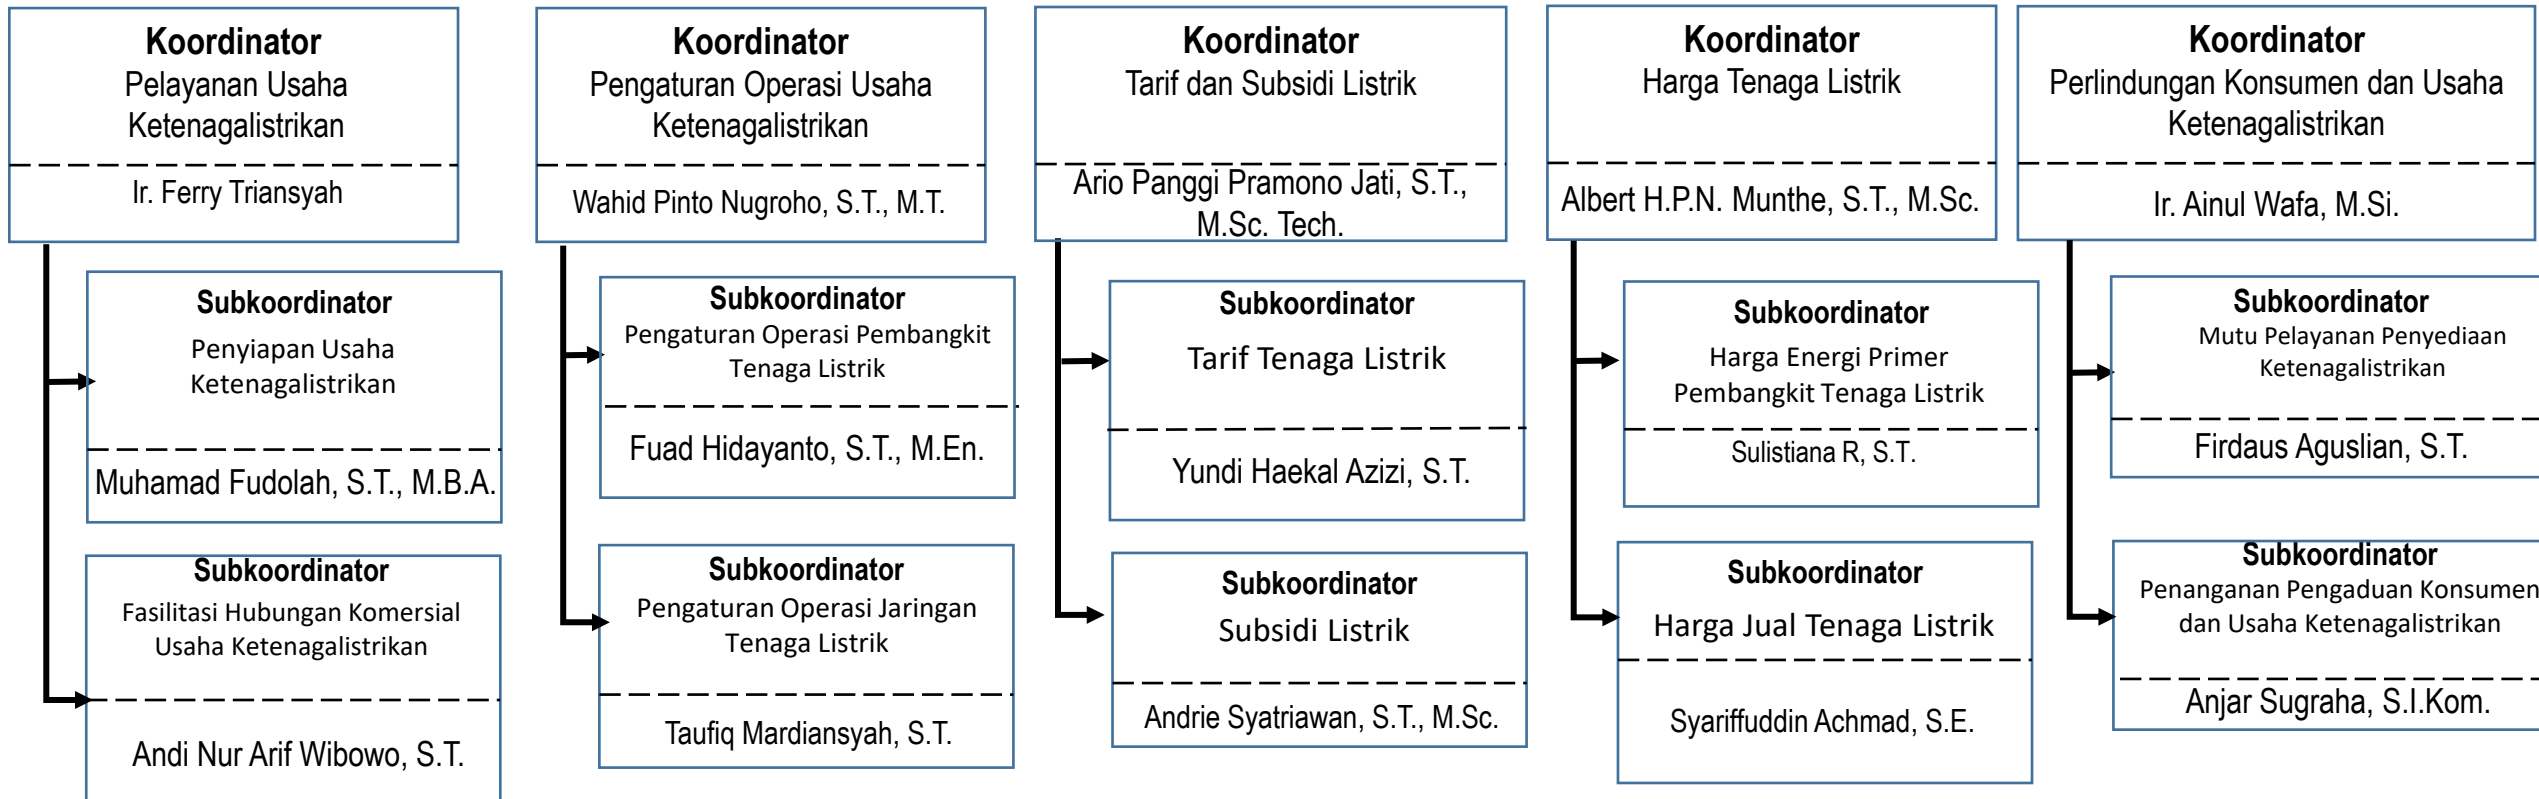 Koordinator
Pelayanan Usaha
Ketenagalistrikan
Ir. Ferry Triansyah
Subkoordinator
Penyiapan Usaha
Ketenagalistrikan
Muhamad Fudolah, S.T., M.B.A.
Subkoordinator
Fasilitasi Hubungan Komersial
Usaha Ketenagalistrikan
Andi Nur Arif Wibowo, S.T.
Koordinator
Pengaturan Operasi Usaha
Ketenagalistrikan
Wahid Pinto Nugroho, S.T., M.T.
Subkoordinator
Pengaturan Operasi Pembangkit
Tenaga Listrik
Fuad Hidayanto, S.T., M.En.
Subkoordinator
Pengaturan Operasi Jaringan
Tenaga Listrik
Taufiq Mardiansyah, S.T.
Koordinator
Tarif dan Subsidi Listrik
Ario Panggi Pramono Jati, S.T.,
M.Sc. Tech.
Subkoordinator
Tarif Tenaga Listrik
Yundi Haekal Azizi, S.T.
Subkoordinator
Subsidi Listrik
Andrie Syatriawan, S.T., M.Sc.
Koordinator
Harga Tenaga Listrik
Albert H.P.N. Munthe, S.T., M.Sc.
Subkoordinator
Harga Energi Primer
Pembangkit Tenaga Listrik
Sulistiana R, S.T.
Subkoordinator
Harga Jual Tenaga Listrik
Syariffuddin Achmad, S.E.
Koordinator
Perlindungan Konsumen dan Usaha
Ketenagalistrikan
Ir. Ainul Wafa, M.Si.
Subkoordinator
Mutu Pelayanan Penyediaan
Ketenagalistrikan
Firdaus Aguslian, S.T.
Subkoordinator
Penanganan Pengaduan Konsumen
dan Usaha Ketenagalistrikan
Anjar Sugraha, S.I.Kom.